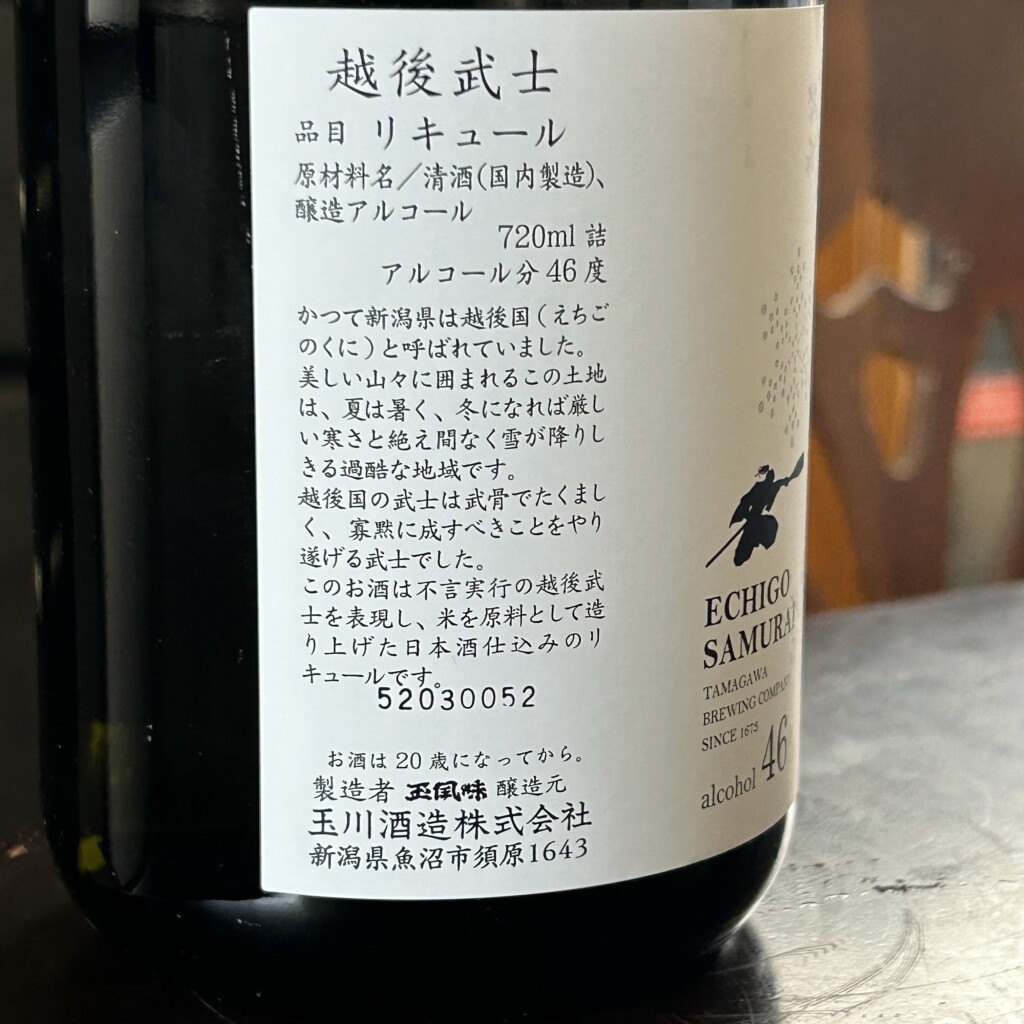 越後武士
品目 リキュール
原材料名／清酒(国内製造)、
醸造アルコール
720ml 詰
アルコール分 46 度
かつて新潟県は越後国（えちご
のくに）と呼ばれていました。
美しい山々に囲まれるこの土地
は、夏は暑く、冬になれば厳し
い寒さと絶え間なく雪が降りし
きる過酷な地域です。
越後国の武士は武骨でたくまし
く、寡黙に成すべきことをやり
遂げる武士でした。
このお酒は不言実行の越後武
士を表現し、米を原料として造
り上げた日本酒仕込みのリ
キュールです。
52030052
お酒は 20 歳になってから。
製造者 玉風味 醸造元
玉川酒造株式会社
新潟県魚沼市須原1643
ECHIGO
SAMURAI
TAMAGAWA
BREWING COMPANY
SINCE 1673
alcohol 46